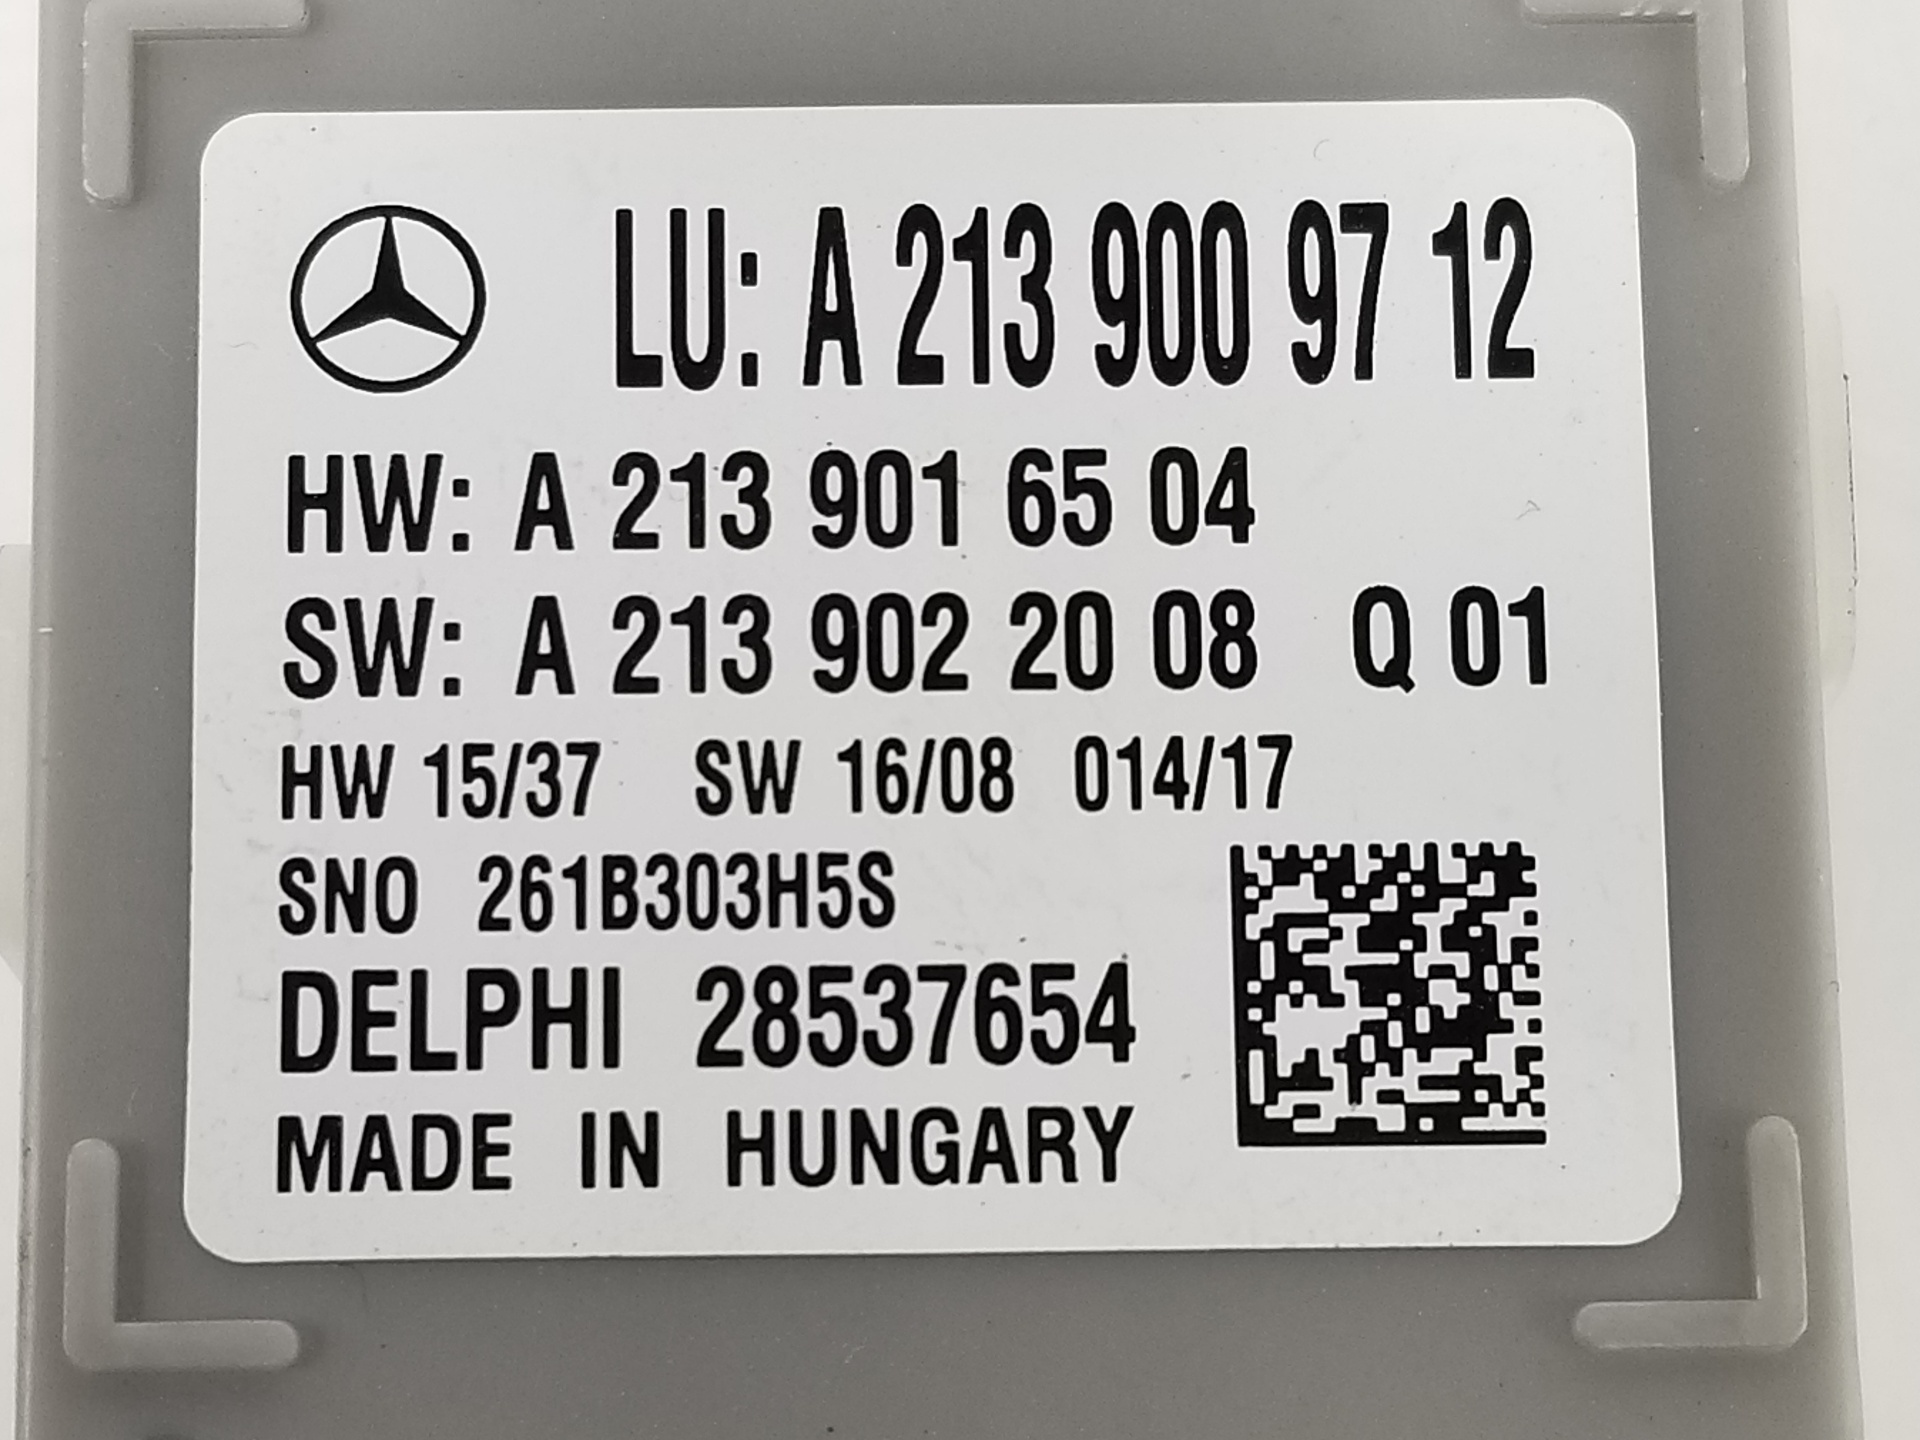 LU: A 213 900 97 12
HW: A 213 901 65 04
SW: A 213 902 20 08 Q 01
HW 15/37 SW 16/08 014/17
SNO 261B303H5S
DELPHI 28537654
MADE IN HUNGARY